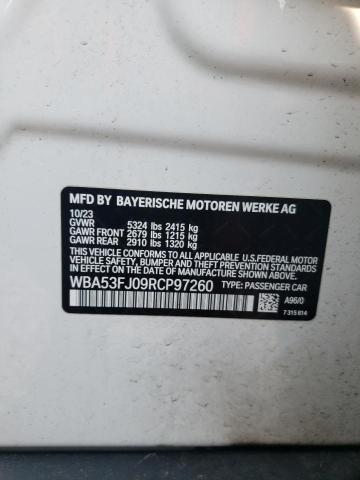 MFD BY BAYERISCHE MOTOREN WERKE AG
10/23
GVWR 5324 lbs 2415 kg
GAWR FRONT 2679 lbs 1215 kg
GAWR REAR 2910 lbs 1320 kg
THIS VEHICLE CONFORMS TO ALL APPLICABLE U.S.FEDERAL MOTOR
VEHICLE SAFETY, BUMPER, AND THEFT PREVENTION STANDARDS IN
EFFECT ON THE DATE OF MANUFACTURE SHOWN ABOVE.
WBA53FJ09RCP97260 TYPE: PASSENGER CAR
A96/0
7 315 614